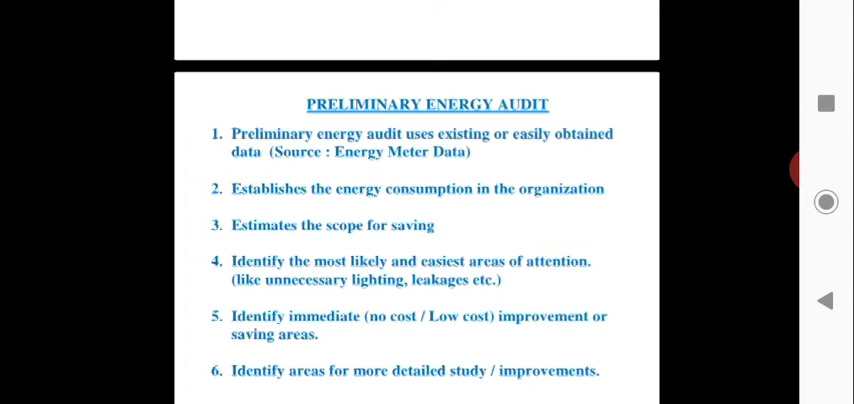 PRELIMINARY ENERGY AUDIT
1. Preliminary energy audit uses existing or easily obtained
data (Source : Energy Meter Data)
2. Establishes the energy consumption in the organization
3. Estimates the scope for saving
4. Identify the most likely and easiest areas of attention.
(like unnecessary lighting, leakages etc.)
5. Identify immediate (no cost / Low cost) improvement or
saving areas.
6. Identify areas for more detailed study / improvements.